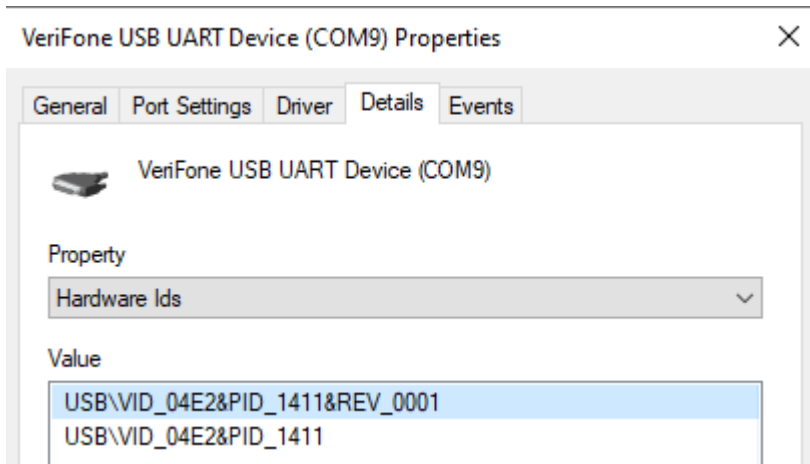 VeriFone USB UART Device (COM9) Properties
General Port Settings Driver Details Events
VeriFone USB UART Device (COM9)
Property
Hardware Ids
Value
USB\VID_04E2&PID_1411&REV_0001
USB\VID_04E2&PID_1411